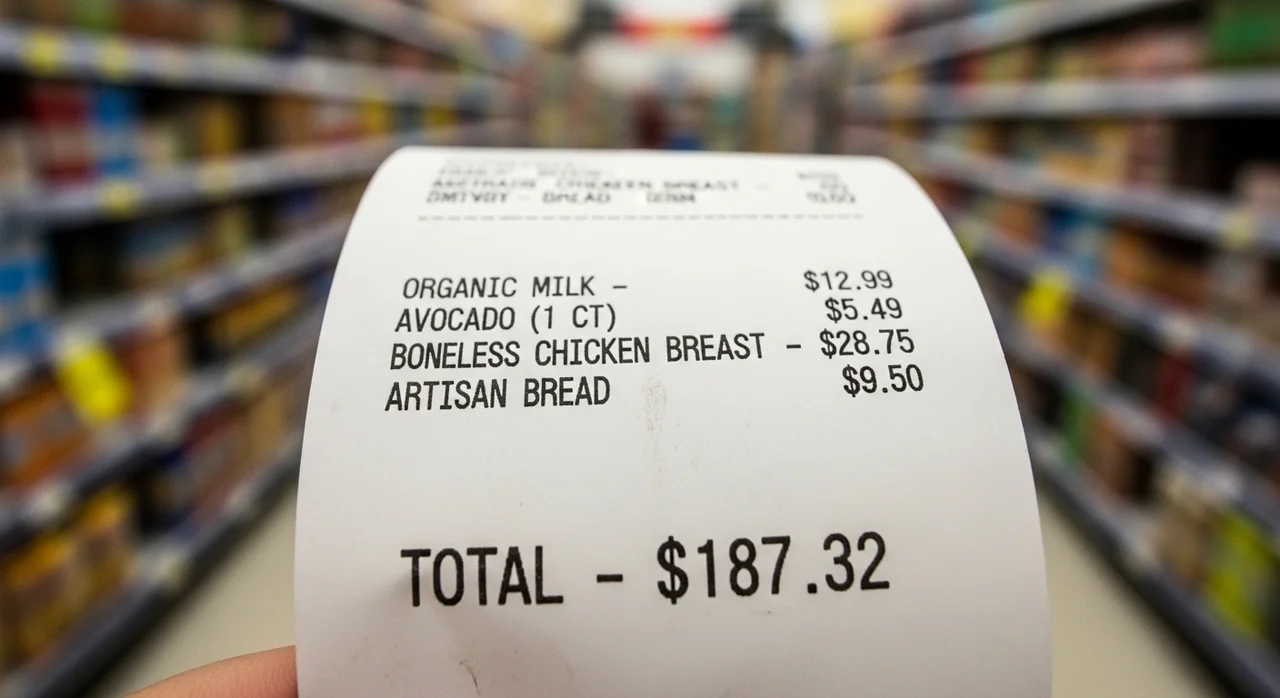 ORGANIC MILK – $12.99
AVOCADO (1 CT) $5.49
BONELESS CHICKEN BREAST – $28.75
ARTISAN BREAD $9.50
TOTAL – $187.32